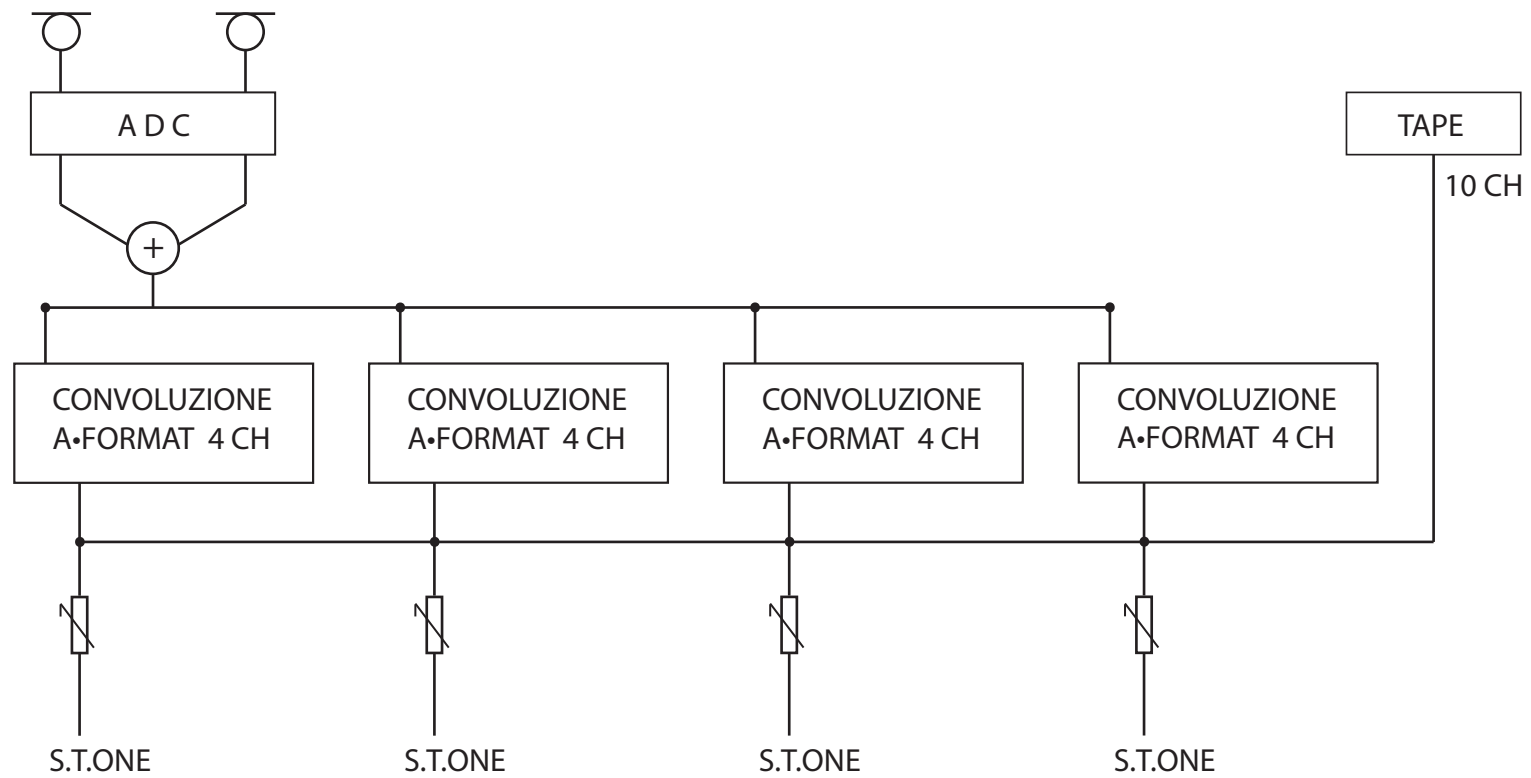 A D C
TAPE
10 CH
+
CONVOLUZIONE
A•FORMAT 4 CH
CONVOLUZIONE
A•FORMAT 4 CH
CONVOLUZIONE
A•FORMAT 4 CH
CONVOLUZIONE
A•FORMAT 4 CH
S.T.ONE
S.T.ONE
S.T.ONE
S.T.ONE